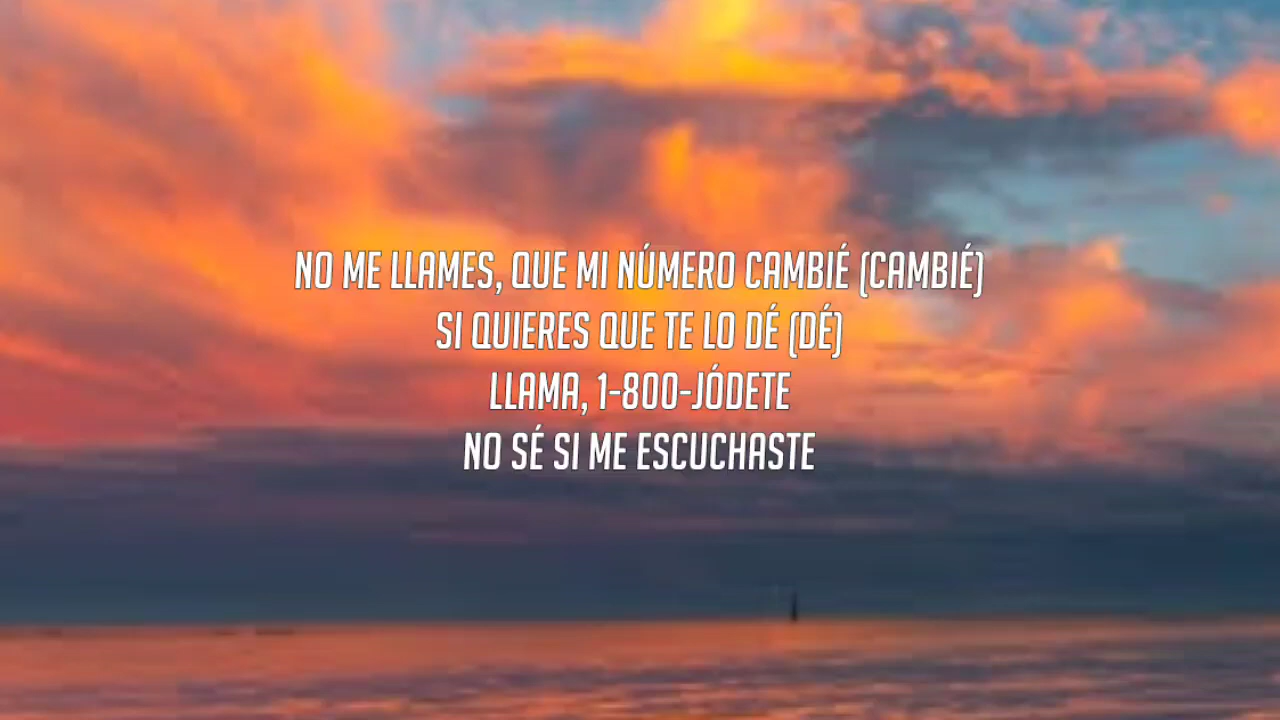 NO ME LLAMES, QUE MI NÚMERO CAMBIÉ (CAMBIÉ)
SI QUIERES QUE TE LO DÉ (DÉ)
LLAMA, 1-800-JÓDETE
NO SÉ SI ME ESCUCHASTE